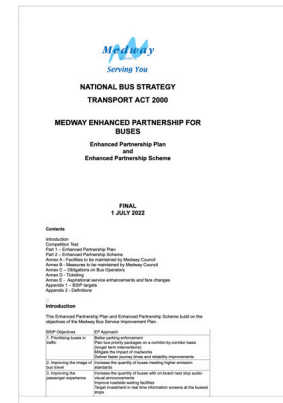 Medway
Serving You
NATIONAL BUS STRATEGY
TRANSPORT ACT 2000
MEDWAY ENHANCED PARTNERSHIP FOR
BUSES
Enhanced Partnership Plan
and
Enhanced Partnership Scheme
FINAL
1 JULY 2022
Contents
Introduction
Competition Test
Part 1 – Enhanced Partnership Plan
Part 2 – Enhanced Partnership Scheme
Annex A - Facilities to be maintained by Medway Council
Annex B - Measures to be maintained by Medway Council
Annex C – Obligations on Bus Operators
Annex D - Ticketing
Annex E - Aspirational service enhancements and fare changes
Appendix 1 – BSIP targets
Appendix 2 - Definitions
Introduction
This Enhanced Partnership Plan and Enhanced Partnership Scheme build on the
objectives of the Medway Bus Service Improvement Plan.
BSIP Objectives EP Approach
1. Prioritising buses in traffic
Better parking enforcement
Plan bus priority packages on a corridor-by-corridor basis
(longer term interventions)
Mitigate the impact of roadworks
Deliver faster journey times and reliability improvements
2. Improving the image of bus travel
Increase the quantity of buses meeting higher emission
standards
3. Improving the passenger experience
Increase the quantity of buses with on-board next stop audio-
visual announcements
Improve roadside waiting facilities
Target investment in real time information screens at the busiest
stops